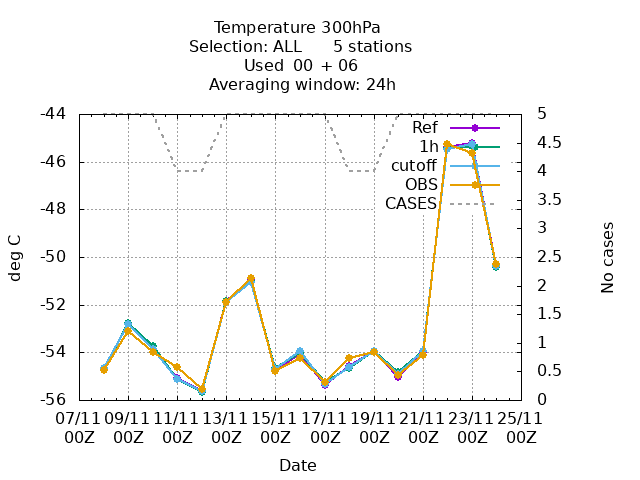 Temperature 300hPa
Selection: ALL 5 stations
Used 00 + 06
Averaging window: 24h
-44
-46
-48
-50
-52
-54
-56
deg C
5
4.5
4
3.5
3
2.5
2
1.5
1
0.5
0
No cases
Ref
1h
cutoff
OBS
CASES
07/11 09/11 11/11 13/11 15/11 17/11 19/11 21/11 23/11 25/11
00Z 00Z 00Z 00Z 00Z 00Z 00Z 00Z 00Z 00Z
Date